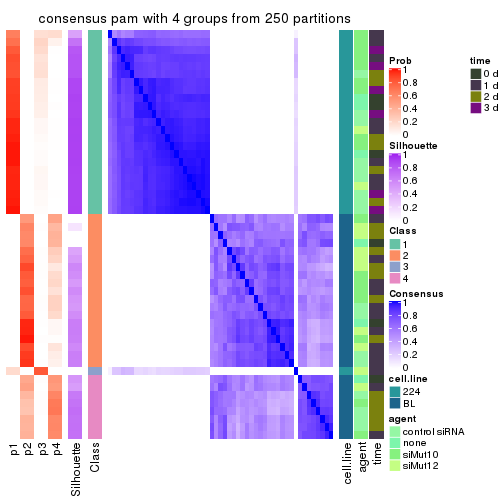 consensus pam with 4 groups from 250 partitions
Prob
1
0.8
0.6
0.4
0.2
0
time
0 d
1 d
2 d
3 d
Silhouette
1
0.8
0.6
0.4
0.2
0
Class
1
2
3
4
Consensus
1
0.8
0.6
0.4
0.2
0
cell.line
224
BL
agent
control siRNA
none
siMut10
siMut12
p1
p2
p3
p4
Silhouette
Class
cell.line
agent
time